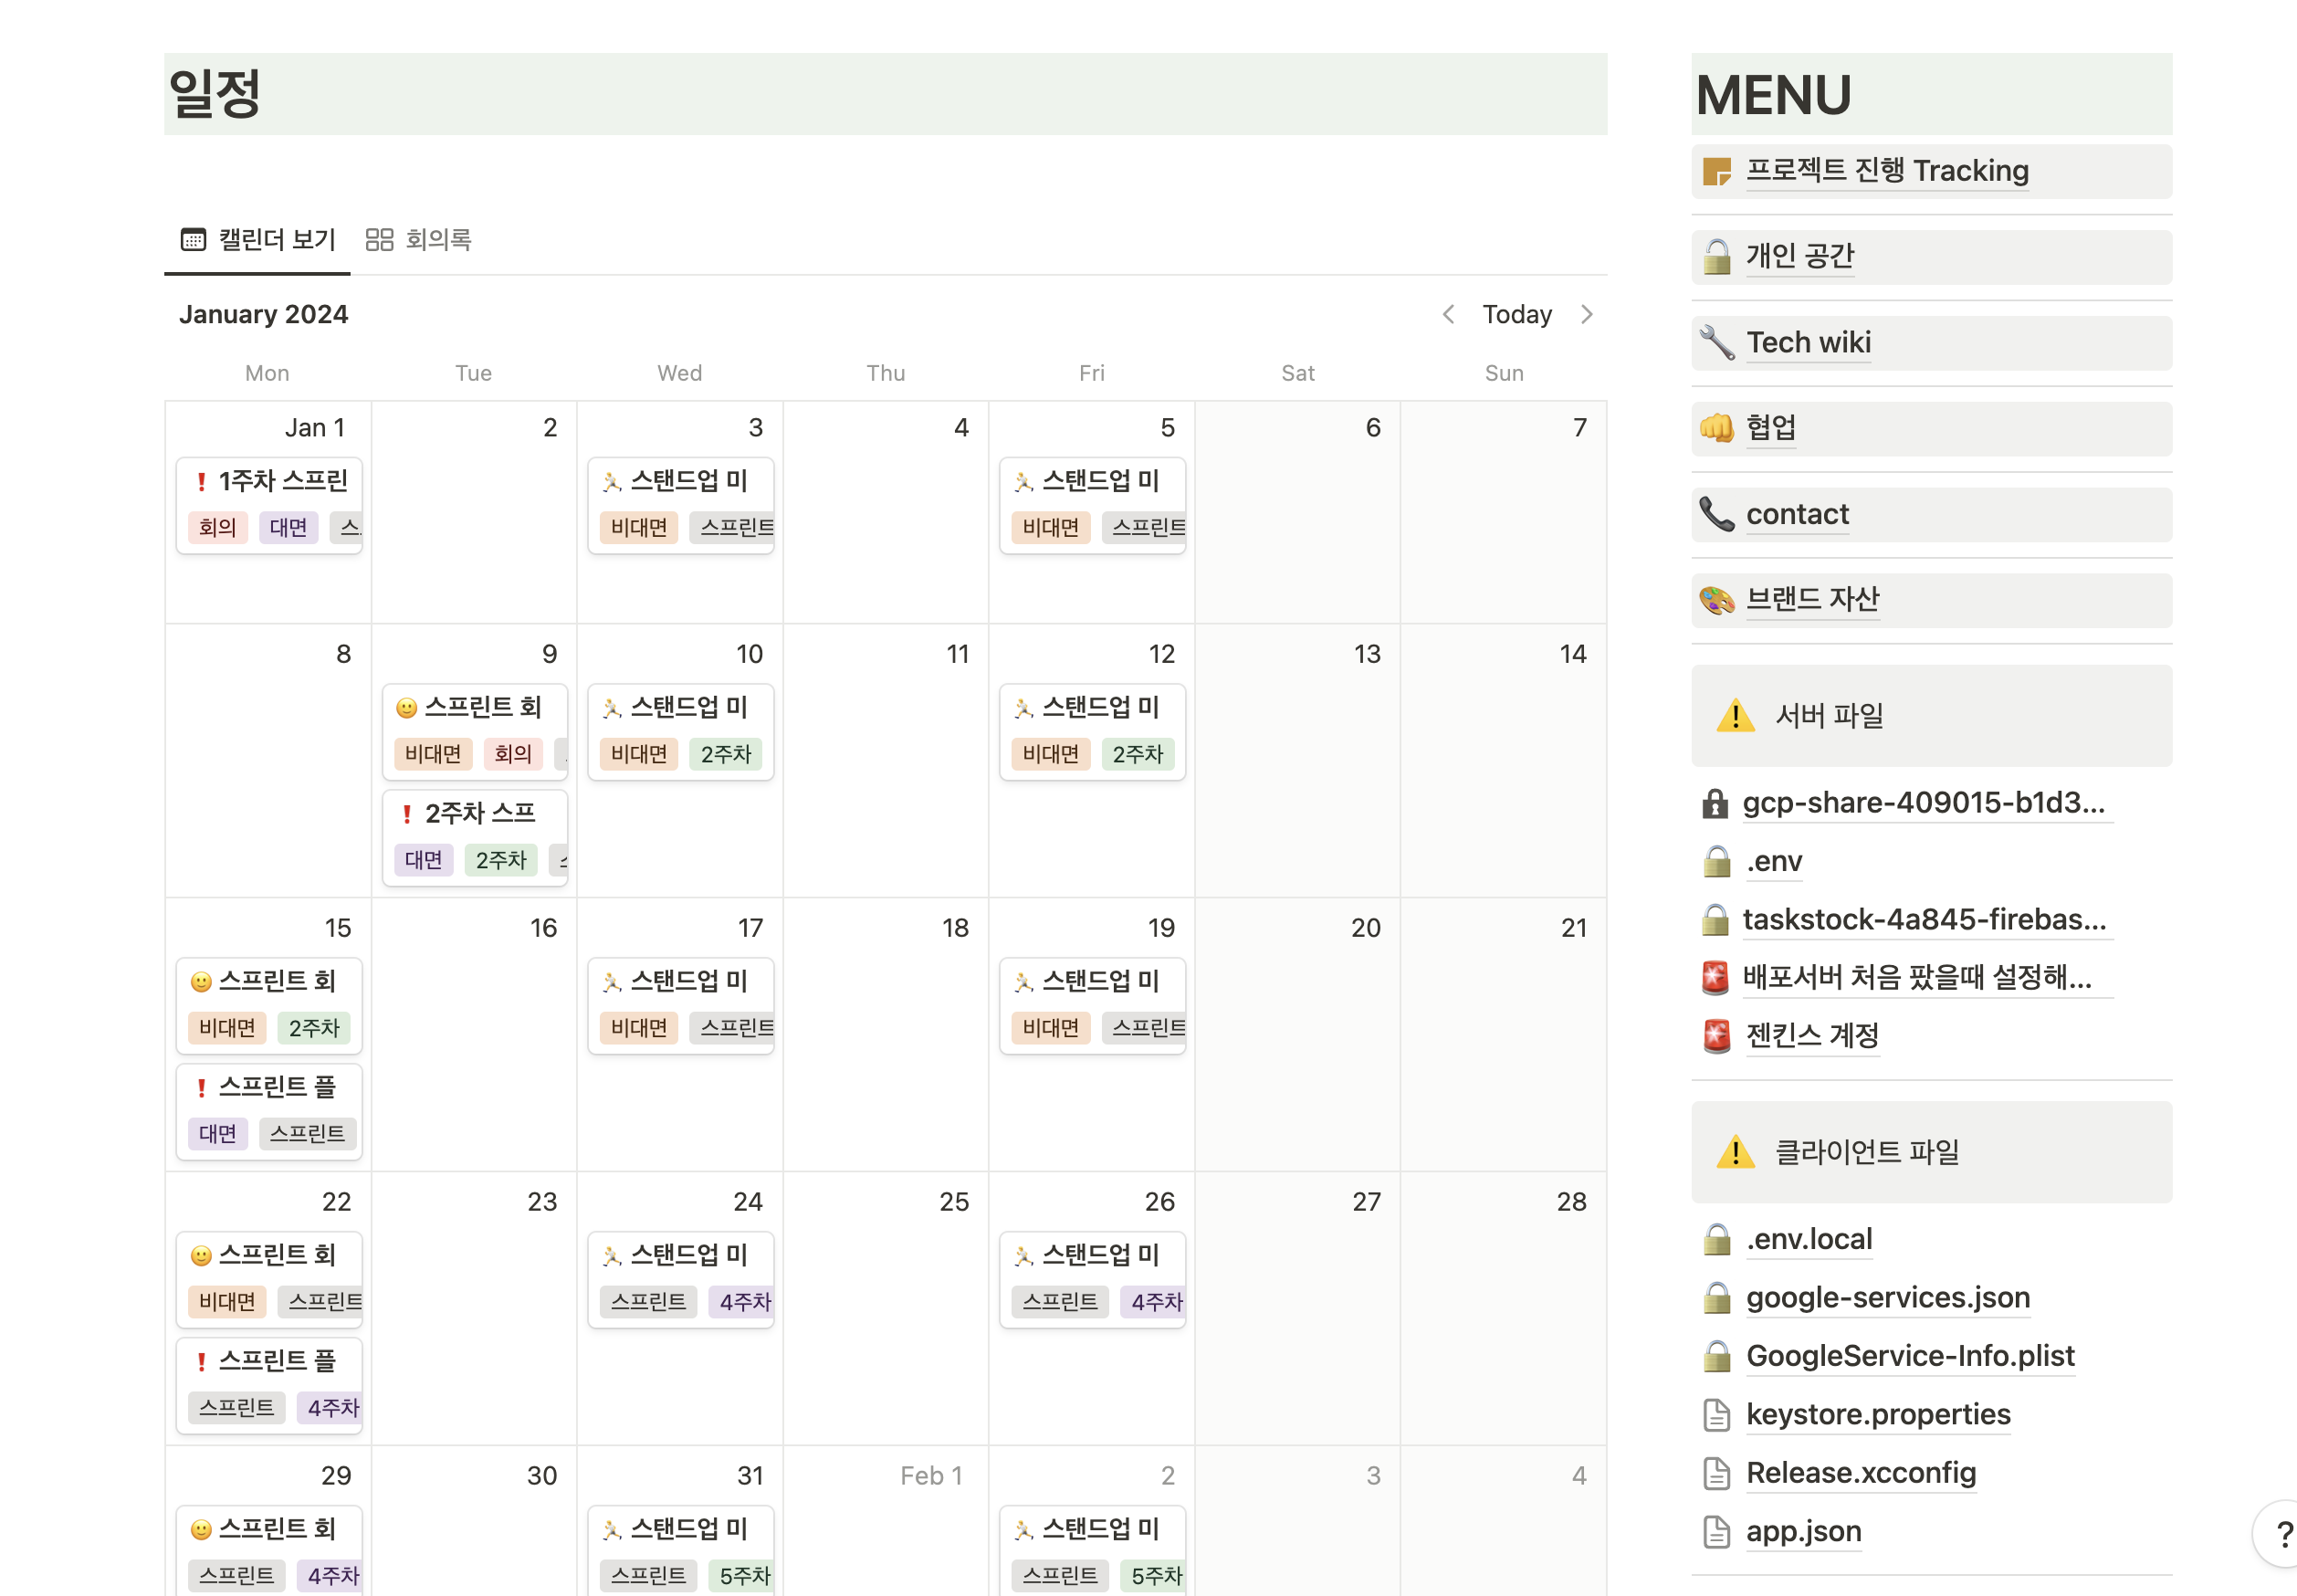 일정
캘린더 보기 회의록
January 2024 Today
Mon Tue Wed Thu Fri Sat Sun
Jan 1 2 3 4 5 6 7
1주차 스프린 스탠드업 미 스탠드업 미
회의 대면 비대면 스프린트 비대면 스프린트
8 9 10 11 12 13 14
스프린트 회 스탠드업 미 스탠드업 미
비대면 회의 비대면 2주차 비대면 2주차
2주차 스프
대면 2주차
15 16 17 18 19 20 21
스프린트 회 스탠드업 미 스탠드업 미
비대면 2주차 비대면 스프린트 비대면 스프린트
스프린트 플
대면 스프린트
22 23 24 25 26 27 28
스프린트 회 스탠드업 미 스탠드업 미
비대면 스프린트 스프린트 4주차 스프린트 4주차
스프린트 플
스프린트 4주차
29 30 31 Feb 1 2 3 4
스프린트 회 스탠드업 미 스탠드업 미
스프린트 4주차 스프린트 5주차 스프린트 5주차
MENU
프로젝트 진행 Tracking
개인 공간
Tech wiki
협업
contact
브랜드 자산
서버 파일
gcp-share-409015-b1d3...
.env
taskstock-4a845-firebas...
배포서버 처음 팠을때 설정해...
젠킨스 계정
클라이언트 파일
.env.local
google-services.json
GoogleService-Info.plist
keystore.properties
Release.xcconfig
app.json
?